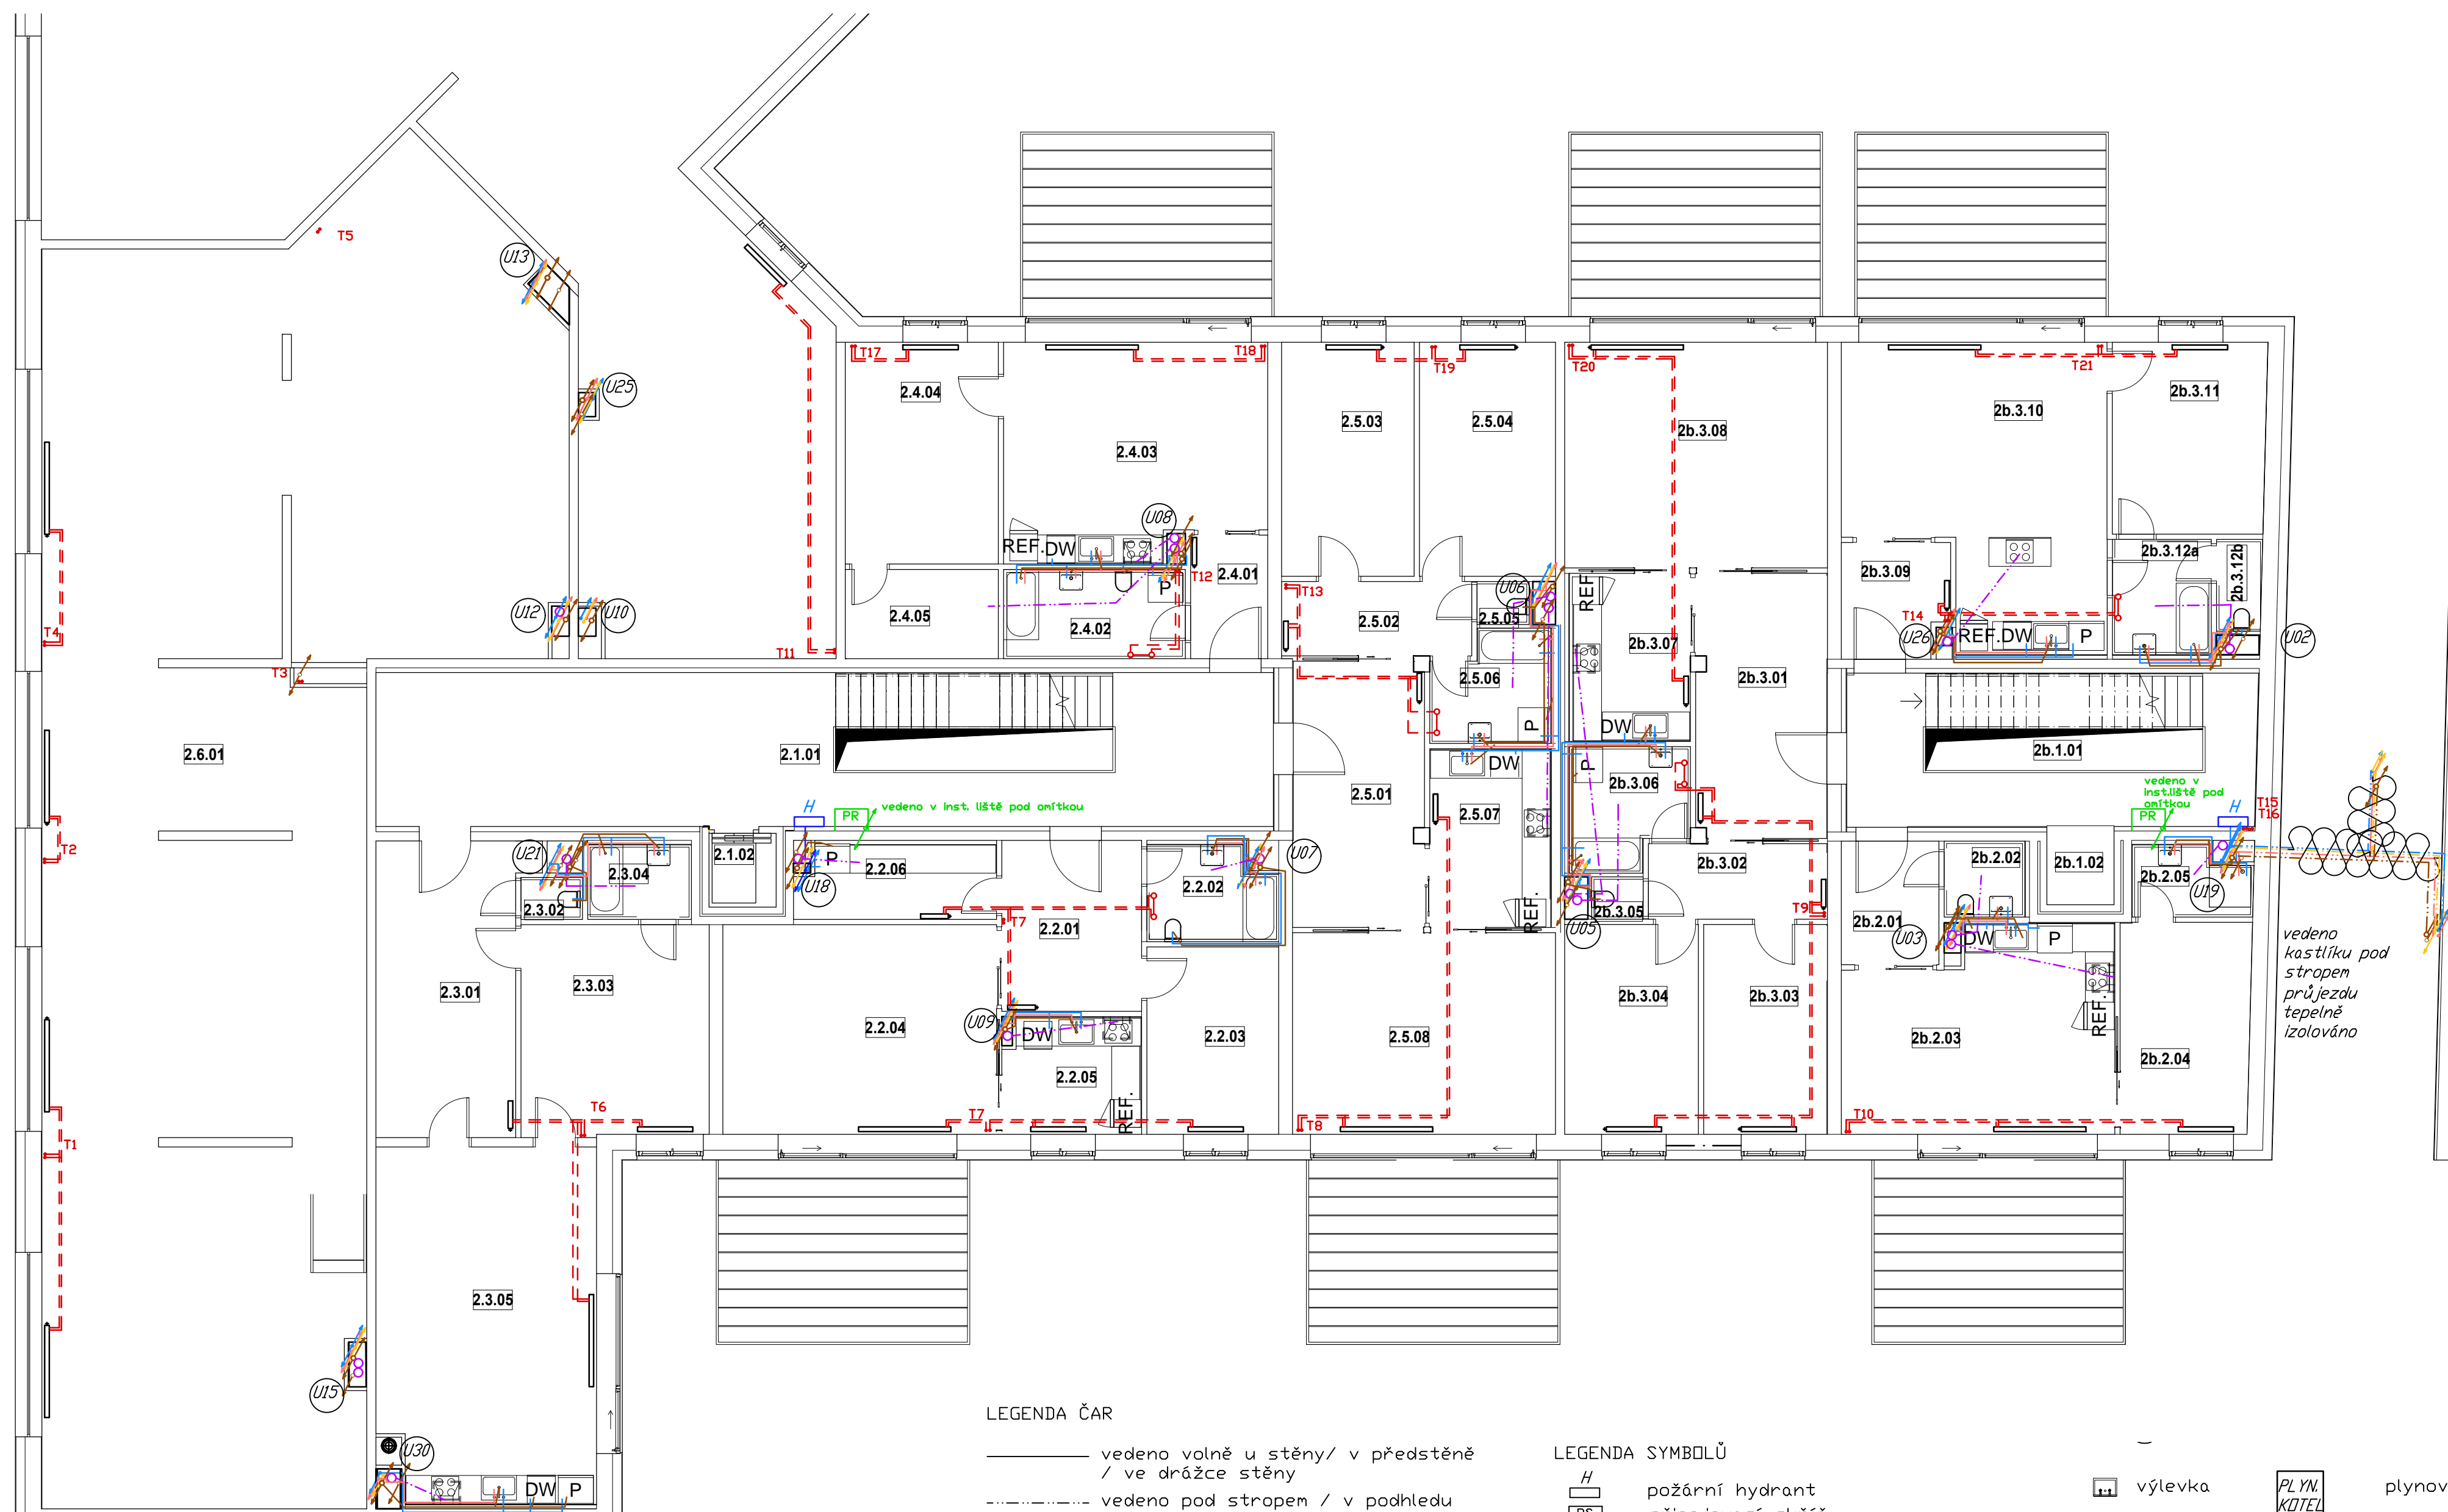 T5
U13
U25
U12
U10
T4
T3
2.6.01
T2
T1
U15
U30
DW
P
T17
T18
T19
T20
T21
2.4.04
2.5.03
2.5.04
2b.3.08
2b.3.10
2b.3.11
2.4.03
U08
REF.
DW
T12
2.4.01
P
2.4.05
2.4.02
T11
T13
2.5.02
U06
2.5.05
2.5.06
P
REF.
2b.3.07
DW
2b.3.01
2b.3.09
T14
U26
REF.
DW
P
2b.3.12a
2b.3.12b
U02
2.1.01
H
PR
vedeno v inst. liště pod omítkou
2.5.01
DW
2.5.07
REF.
P
2b.3.06
2b.1.01
vedeno v
inst.liště pod
omítkou
PR
H
T15
T16
U21
2.3.04
2.3.02
2.1.02
P
2.2.06
U18
2.2.02
U07
T7
2.2.01
2b.3.02
2b.3.05
U05
T9
2b.2.01
2b.2.02
2b.1.02
2b.2.05
U19
U03
DW
P
REF.
vedeno
kastlíku pod
stropem
průjezdu
tepelně
izolováno
2.3.01
2.3.03
2.2.04
U09
DW
2.2.05
REF.
2.2.03
2.5.08
2b.3.04
2b.3.03
2b.2.03
2b.2.04
T6
T7
T8
T10
2.3.05
LEGENDA ČAR
vedeno volně u stěny/ v předstěně
/ ve drážce stěny
vedeno pod stropem / v podhledu
LEGENDA SYMBOLŮ
H
požární hydrant
výlevka
PLYN.
KOTEL
plynov